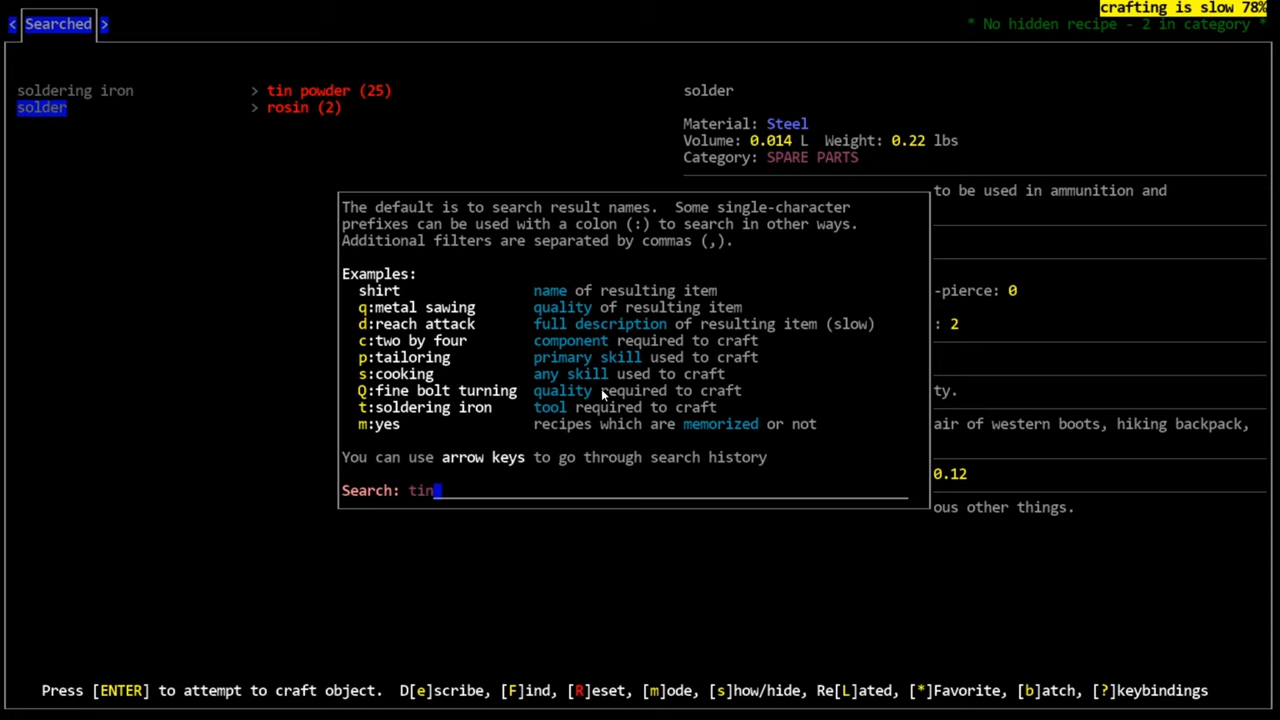 crafting is slow 78%
< Searched >
* No hidden recipe - 2 in category *
soldering iron > tin powder (25) solder
solder > rosin (2)
Material: Steel
Volume: 0.014 L Weight: 0.22 lbs
Category: SPARE PARTS
to be used in ammunition and
The default is to search result names. Some single-character
prefixes can be used with a colon (:) to search in other ways.
Additional filters are separated by commas (,).
Examples:
shirt name of resulting item -pierce: 0
q:metal sawing quality of resulting item
d:reach attack full description of resulting item (slow) : 2
c:two by four component required to craft
p:tailoring primary skill used to craft
s:cooking any skill used to craft
Q:fine bolt turning quality required to craft ty.
t:soldering iron tool required to craft
m:yes recipes which are memorized or not air of western boots, hiking backpack,
You can use arrow keys to go through search history
0.12
Search: tin
ous other things.
Press [ENTER] to attempt to craft object. D[e]scribe, [F]ind, [R]eset, [m]ode, [s]how/hide, Re[L]ated, [*]Favorite, [b]atch, [?]keybindings